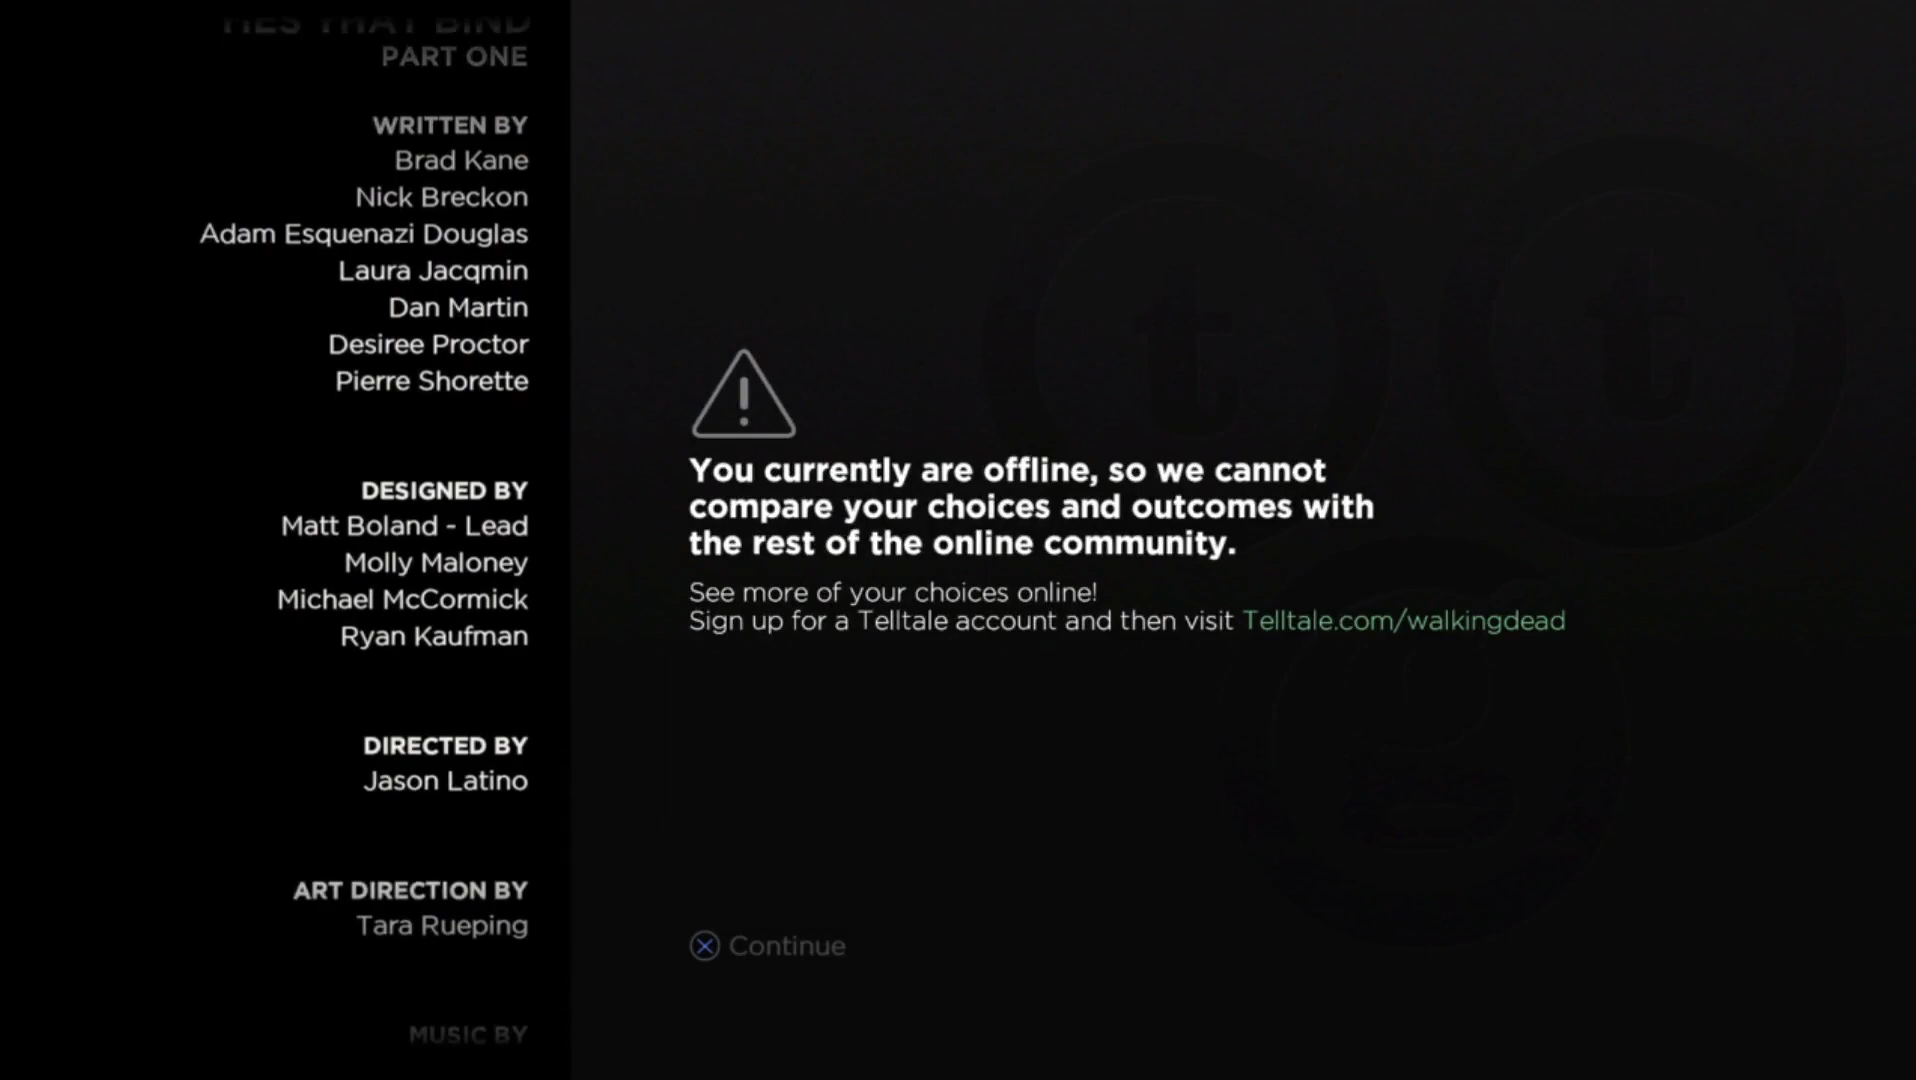 TIES THAT BIND
PART ONE
WRITTEN BY
Brad Kane
Nick Breckon
Adam Esquenazi Douglas
Laura Jacqmin
Dan Martin
Desiree Proctor
Pierre Shorette
DESIGNED BY
Matt Boland - Lead
Molly Maloney
Michael McCormick
Ryan Kaufman
DIRECTED BY
Jason Latino
ART DIRECTION BY
Tara Rueping
MUSIC BY
You currently are offline, so we cannot
compare your choices and outcomes with
the rest of the online community.
See more of your choices online!
Sign up for a Telltale account and then visit Telltale.com/walkingdead
Continue
t
t
g